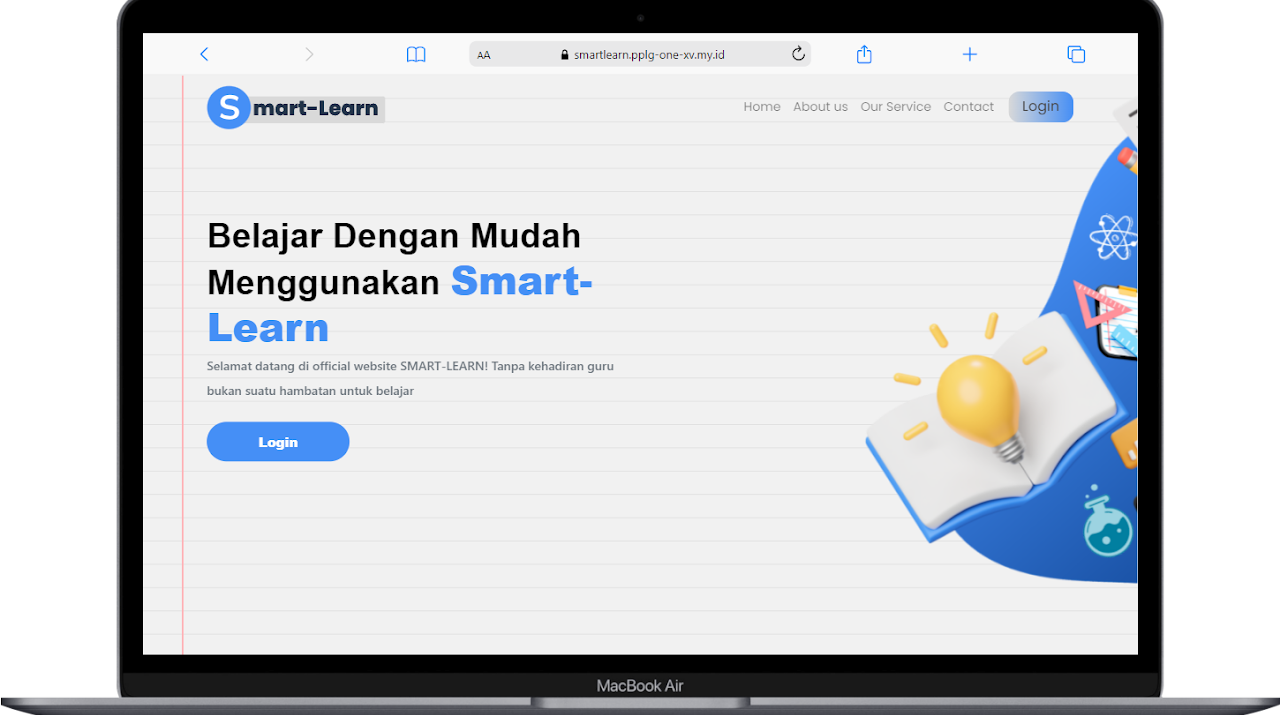 AA smartlearn.pplg-one-xv.my.id
Smart-Learn
Home About us Our Service Contact Login
Belajar Dengan Mudah
Menggunakan Smart-
Learn
Selamat datang di official website SMART-LEARN! Tanpa kehadiran guru
bukan suatu hambatan untuk belajar
Login
MacBook Air